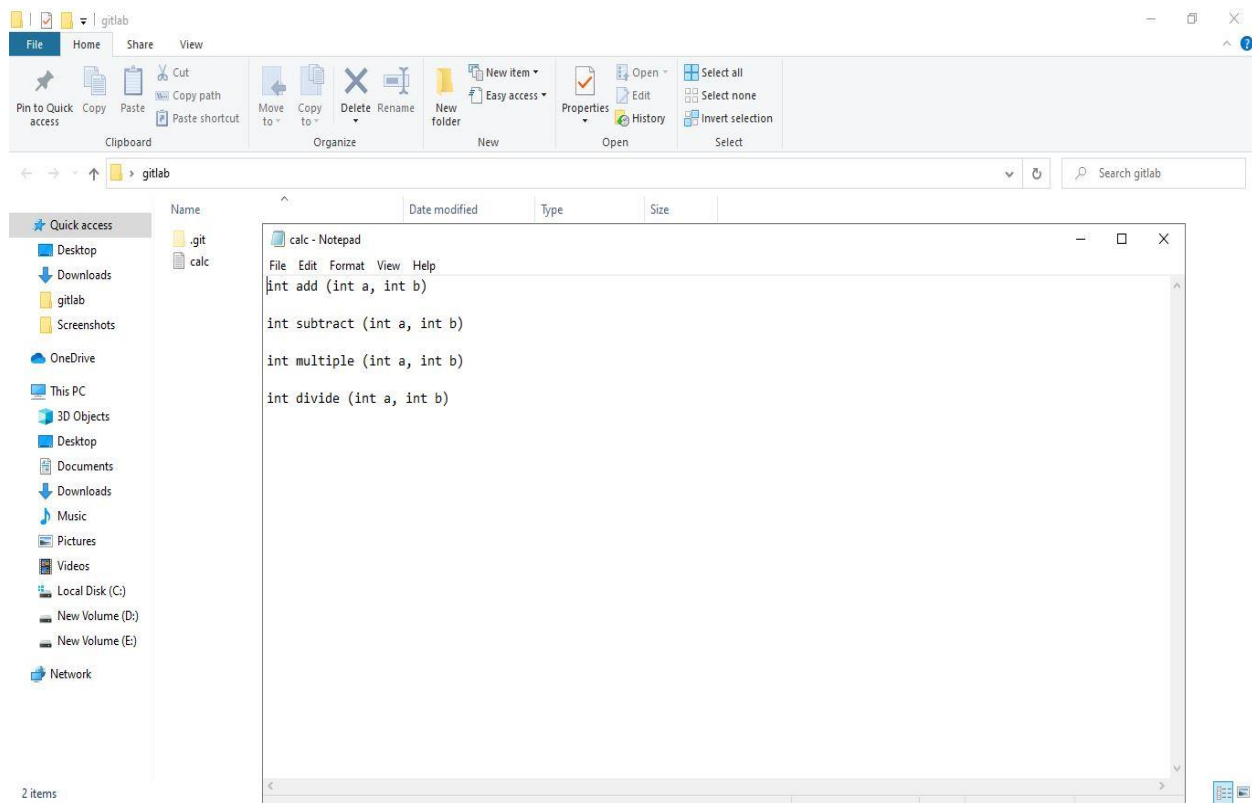 gitlab
File Home Share View
Pin to Quick access
Copy
Paste
Cut
Copy path
Paste shortcut
Clipboard
Move to
Copy to
Delete
Rename
Organize
New folder
New item
Easy access
New
Properties
Open
Edit
History
Open
Select all
Select none
Invert selection
Select
gitlab
Search gitlab
Name Date modified Type Size
Quick access
Desktop
Downloads
gitlab
Screenshots
OneDrive
This PC
3D Objects
Desktop
Documents
Downloads
Music
Pictures
Videos
Local Disk (C:)
New Volume (D:)
New Volume (E:)
Network
.git
calc
calc - Notepad
File Edit Format View Help
int add (int a, int b)
int subtract (int a, int b)
int multiple (int a, int b)
int divide (int a, int b)
2 items